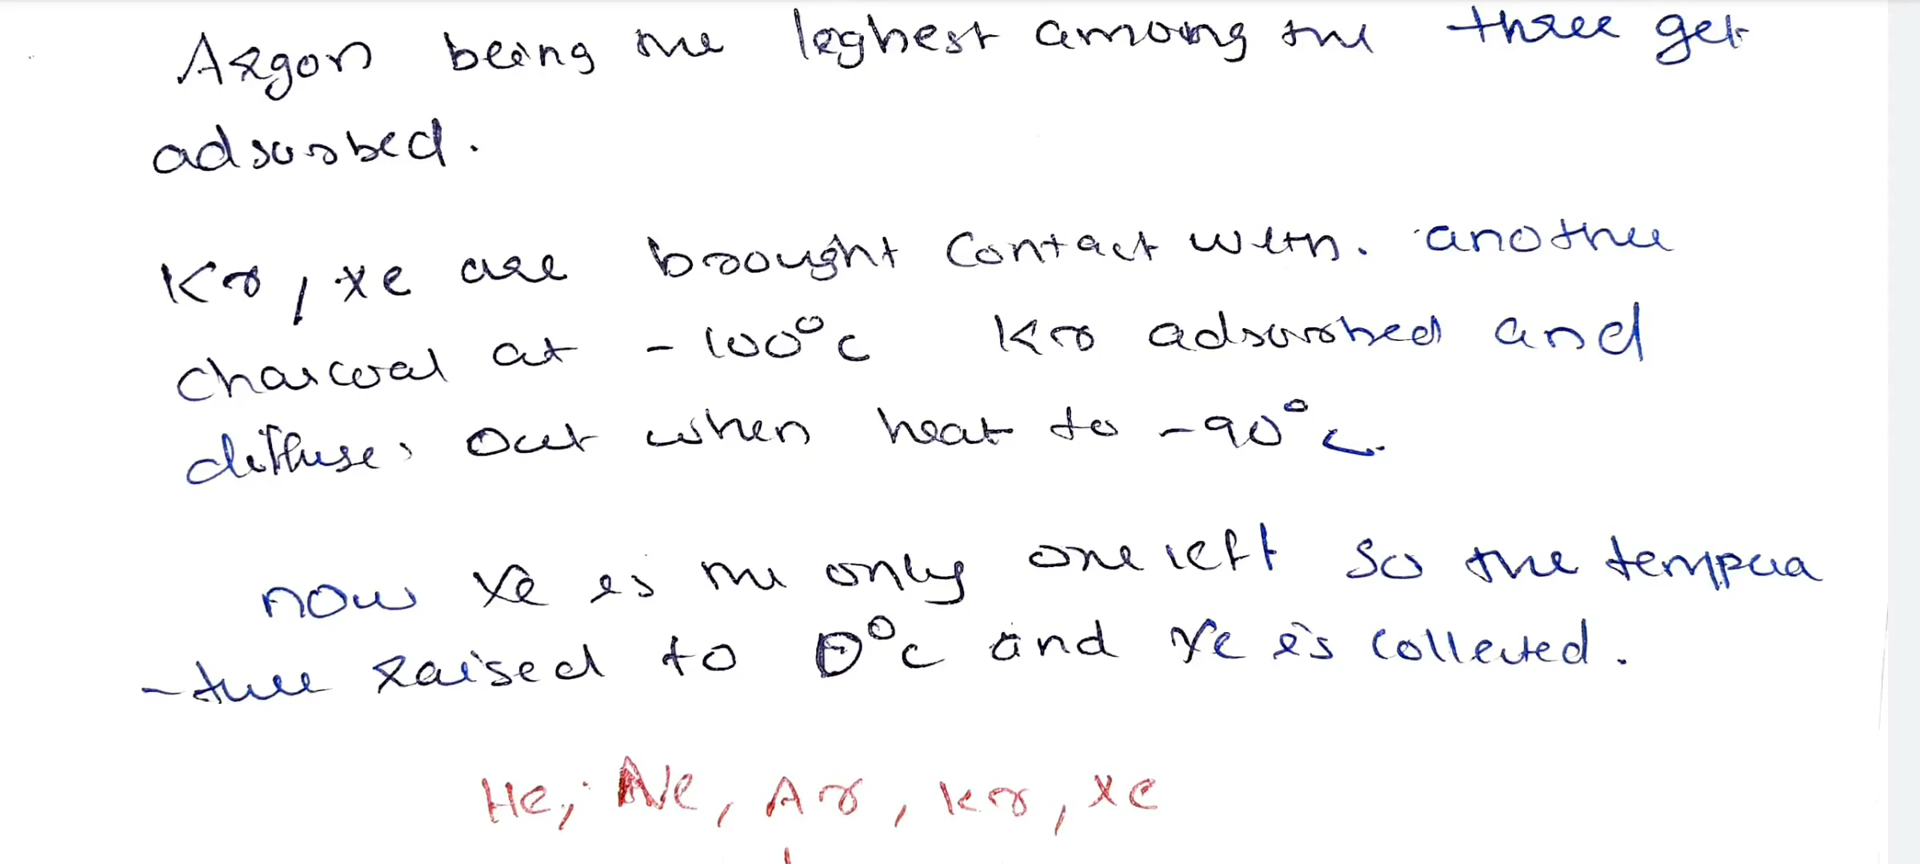 Argon being the lighest among the three get
adsorbed.
Kr, Xe are brought contact with. another
charcoal at -100°c Kr adsorbed and
diffuses out when heat to -90°c.
now Xe is the only one left so the tempera
-ture raised to 0°c and Xe is collected.
He, Ne, Ar, Kr, Xe